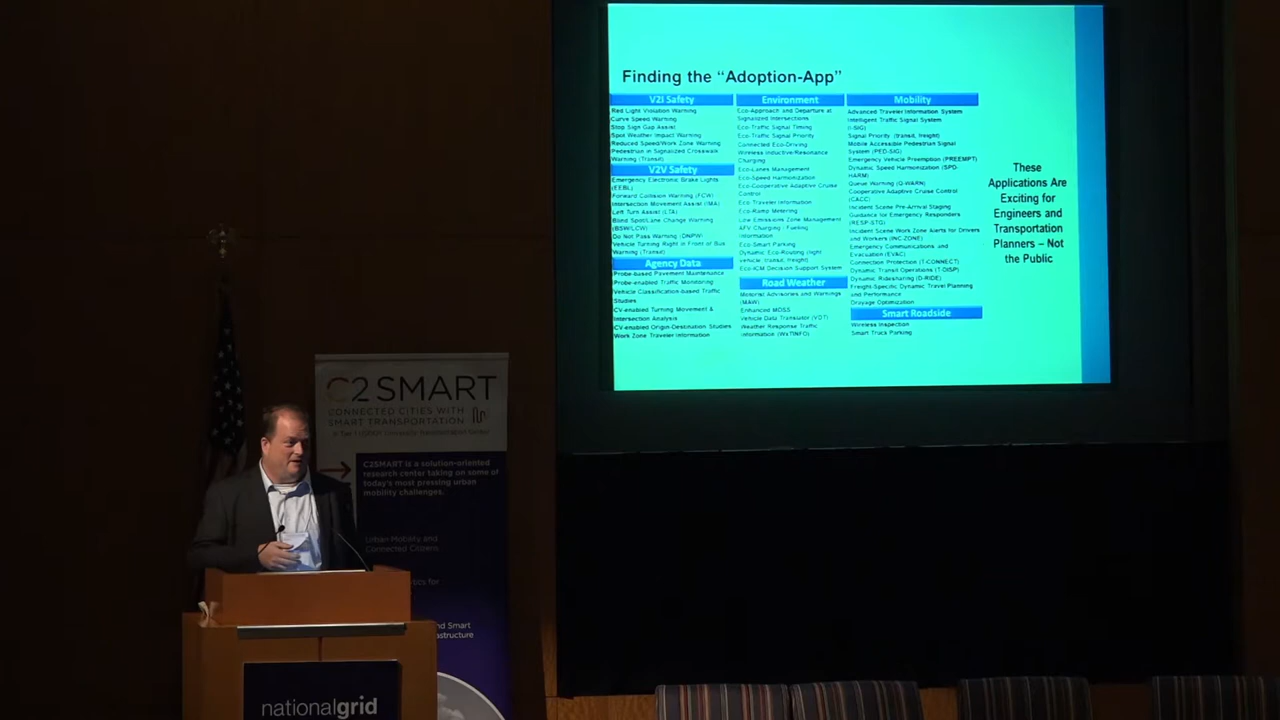 Finding the “Adoption-App”
V2I Safety
Red Light Violation Warning
Curve Speed Warning
Stop Sign Gap Assist
Spot Weather Impact Warning
Reduced Speed/Work Zone Warning
Pedestrian in Signalized Crosswalk
Warning (Transit)
V2V Safety
Emergency Electronic Brake Lights
(EEBL)
Forward Collision Warning (FCW)
Intersection Movement Assist (IMA)
Left Turn Assist (LTA)
Blind Spot/Lane Change Warning
(BSW/LCW)
Do Not Pass Warning (DNPW)
Vehicle Turning Right in Front of Bus
Warning (Transit)
Agency Data
Probe-based Pavement Maintenance
Probe-enabled Traffic Monitoring
Vehicle Classification-based Traffic
Studies
CV-enabled Turning Movement &
Intersection Analysis
CV-enabled Origin-Destination Studies
Work Zone Traveler Information
Environment
Eco-Approach and Departure at
Signalized Intersections
Eco-Traffic Signal Timing
Eco-Traffic Signal Priority
Connected Eco-Driving
Wireless Inductive/Resonance
Charging
Eco-Lanes Management
Eco-Speed Harmonization
Eco-Cooperative Adaptive Cruise
Control
Eco-Traveler Information
Eco-Ramp Metering
Low Emissions Zone Management
AFV Charging / Fueling
Information
Eco-Smart Parking
Dynamic Eco-Routing (light
vehicle, transit, freight)
Eco-ICM Decision Support System
Road Weather
Motorist Advisories and Warnings
(MAW)
Enhanced MDSS
Vehicle Data Translator (VDT)
Weather Response Traffic
Information (WxTINFO)
Mobility
Advanced Traveler Information System
Intelligent Traffic Signal System
(I-SIG)
Signal Priority (transit, freight)
Mobile Accessible Pedestrian Signal
System (PED-SIG)
Emergency Vehicle Preemption (PREEMPT)
Dynamic Speed Harmonization (SPD-
HARM)
Queue Warning (Q-WARN)
Cooperative Adaptive Cruise Control
(CACC)
Incident Scene Pre-Arrival Staging
Guidance for Emergency Responders
(RESP-STG)
Incident Scene Work Zone Alerts for Drivers
and Workers (INC-ZONE)
Emergency Communications and
Evacuation (EVAC)
Connection Protection (T-CONNECT)
Dynamic Transit Operations (T-DISP)
Dynamic Ridesharing (D-RIDE)
Freight-Specific Dynamic Travel Planning
and Performance
Drayage Optimization
Smart Roadside
Wireless Inspection
Smart Truck Parking
These
Applications Are
Exciting for
Engineers and
Transportation
Planners – Not
the Public
C2SMART
CONNECTED CITIES WITH
SMART TRANSPORTATION
C2SMART is a solution-oriented
research center taking on some of
today's most pressing urban
mobility challenges.
Urban Mobility and
Connected Citizens
tics for
nd Smart
astructure
nationalgrid